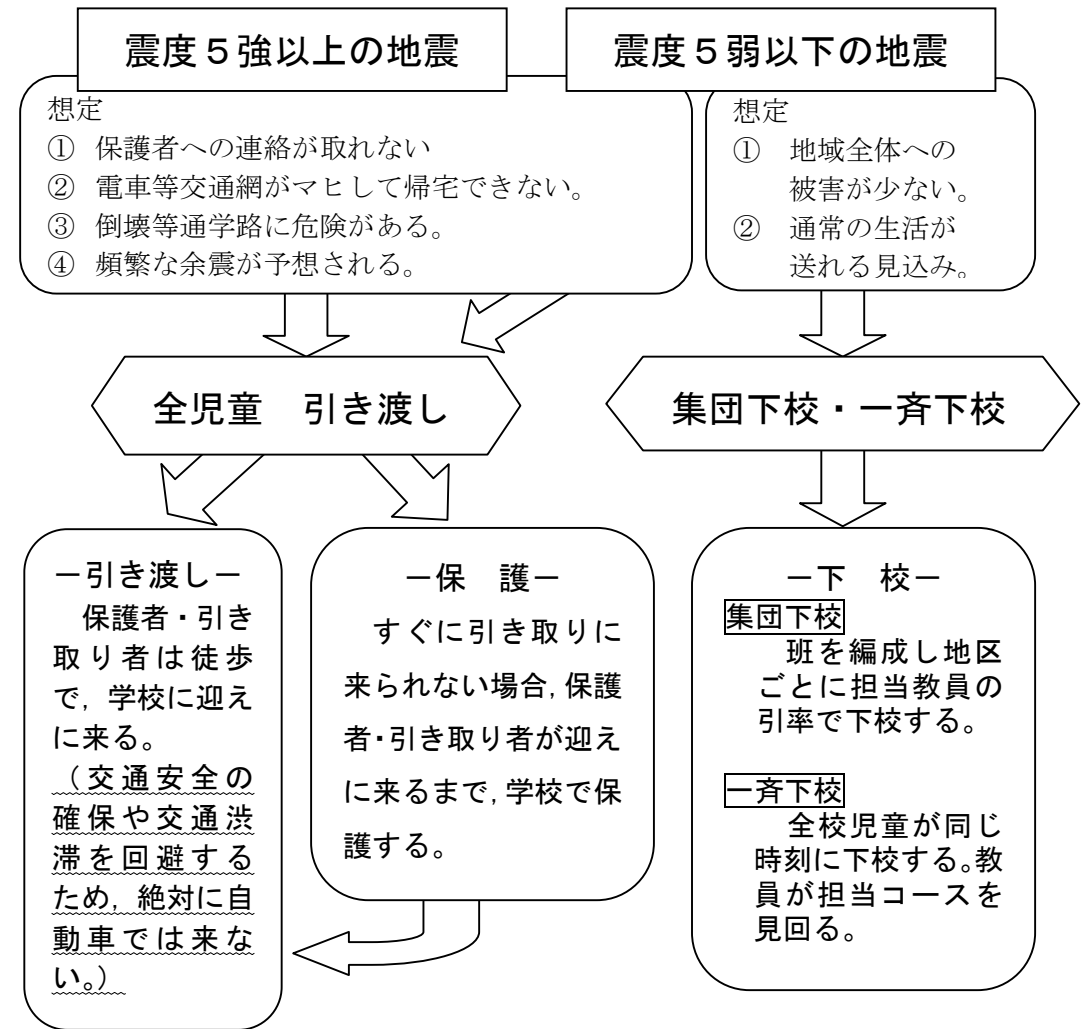 震度５強以上の地震
想定
① 保護者への連絡が取れない
② 電車等交通網がマヒして帰宅できない。
③ 倒壊等通学路に危険がある。
④ 頻繁な余震が予想される。
震度５弱以下の地震
想定
① 地域全体への
被害が少ない。
② 通常の生活が
送れる見込み。
全児童　引き渡し
集団下校・一斉下校
－引き渡し－
保護者・引き
取り者は徒歩
で，学校に迎え
に来る。
（交通安全の
確保や交通渋
滞を回避する
ため，絶対に自
動車では来な
い。）
－保　護－
すぐに引き取りに
来られない場合，保護
者・引き取り者が迎え
に来るまで，学校で保
護する。
－下　校－
集団下校
班を編成し地区
ごとに担当教員の
引率で下校する。
一斉下校
全校児童が同じ
時刻に下校する。教
員が担当コースを
見回る。